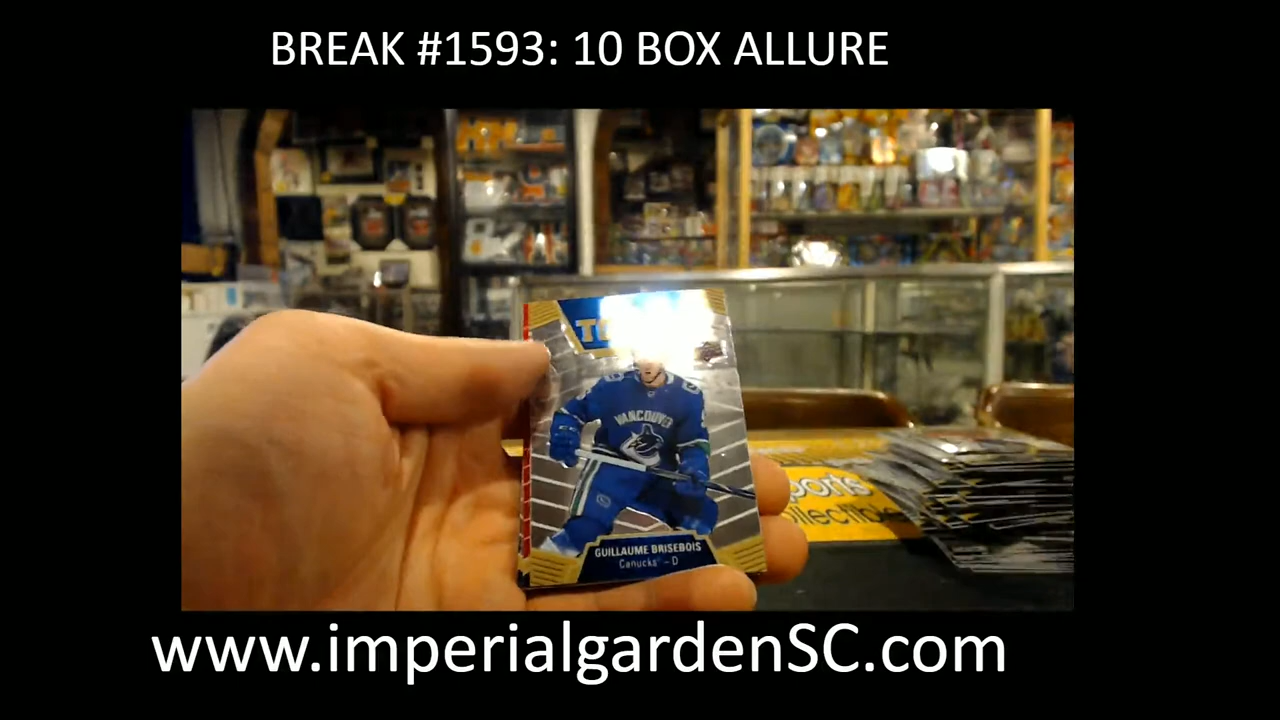 BREAK #1593: 10 BOX ALLURE
VANCOUVER
GUILLAUME BRISEBOIS
Canucks - D
www.imperialgardenSC.com